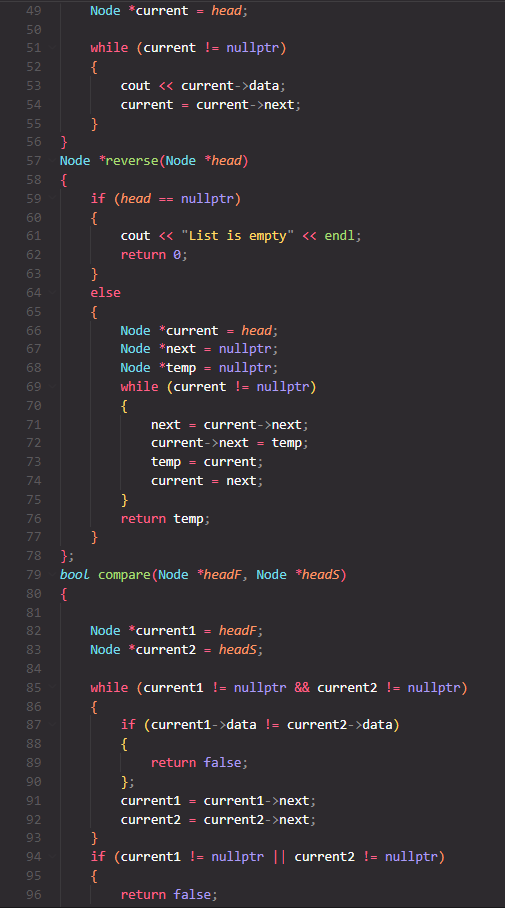 49 Node *current = head;
50
51 while (current != nullptr)
52 {
53 cout << current->data;
54 current = current->next;
55 }
56 }
57 Node *reverse(Node *head)
58 {
59 if (head == nullptr)
60 {
61 cout << "List is empty" << endl;
62 return 0;
63 }
64 else
65 {
66 Node *current = head;
67 Node *next = nullptr;
68 Node *temp = nullptr;
69 while (current != nullptr)
70 {
71 next = current->next;
72 current->next = temp;
73 temp = current;
74 current = next;
75 }
76 return temp;
77 }
78 };
79 bool compare(Node *headF, Node *headS)
80 {
81
82 Node *current1 = headF;
83 Node *current2 = headS;
84
85 while (current1 != nullptr && current2 != nullptr)
86 {
87 if (current1->data != current2->data)
88 {
89 return false;
90 };
91 current1 = current1->next;
92 current2 = current2->next;
93 }
94 if (current1 != nullptr || current2 != nullptr)
95 {
96 return false;